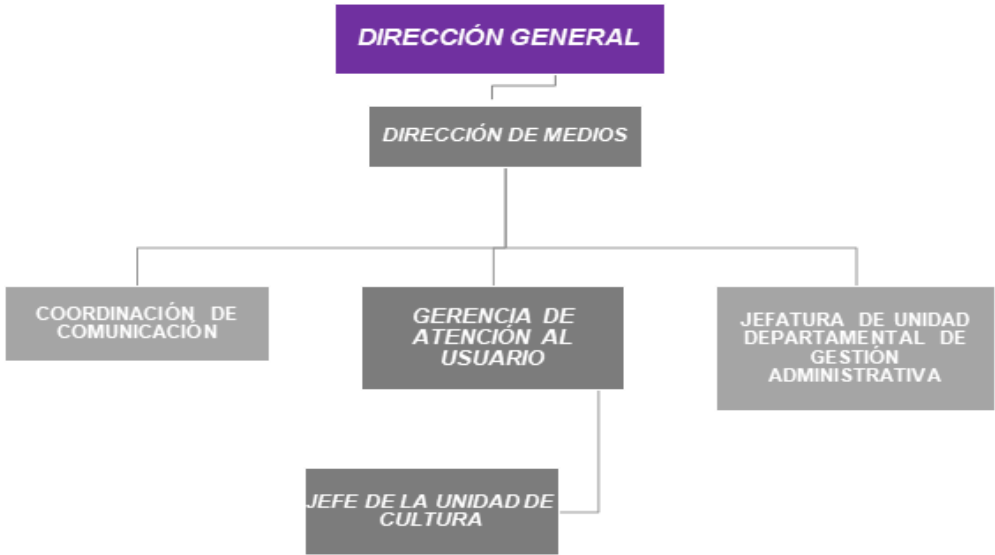 DIRECCIÓN GENERAL
DIRECCIÓN DE MEDIOS
COORDINACIÓN DE
COMUNICACIÓN
GERENCIA DE
ATENCIÓN AL
USUARIO
JEFATURA DE UNIDAD
DEPARTAMENTAL DE
GESTIÓN
ADMINISTRATIVA
JEFE DE LA UNIDAD DE
CULTURA